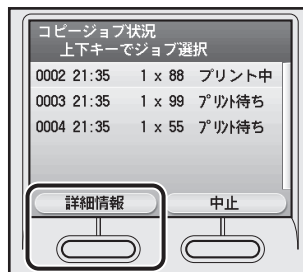 コピージョブ状況
上下キーでジョブ選択
0002 21:35 1 x 88 プリント中
0003 21:35 1 x 99 ﾌﾟﾘﾝﾄ待ち
0004 21:35 1 x 55 ﾌﾟﾘﾝﾄ待ち
詳細情報 中止